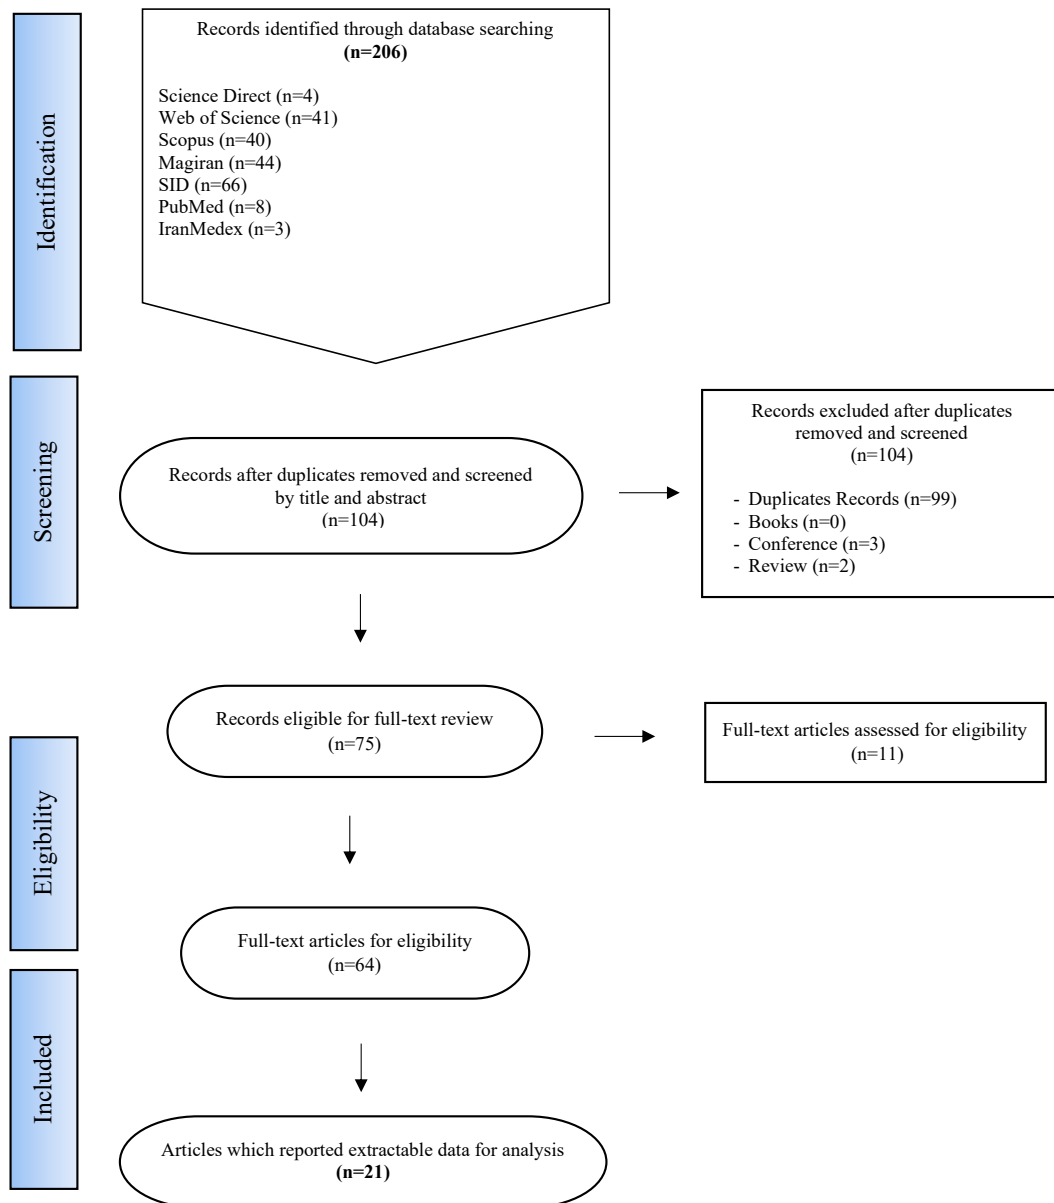 Identification
Records identified through database searching
(n=206)
Science Direct (n=4)
Web of Science (n=41)
Scopus (n=40)
Magiran (n=44)
SID (n=66)
PubMed (n=8)
IranMedex (n=3)
Screening
Records after duplicates removed and screened
by title and abstract
(n=104)
Records excluded after duplicates
removed and screened
(n=104)
- Duplicates Records (n=99)
- Books (n=0)
- Conference (n=3)
- Review (n=2)
Eligibility
Records eligible for full-text review
(n=75)
Full-text articles assessed for eligibility
(n=11)
Full-text articles for eligibility
(n=64)
Included
Articles which reported extractable data for analysis
(n=21)